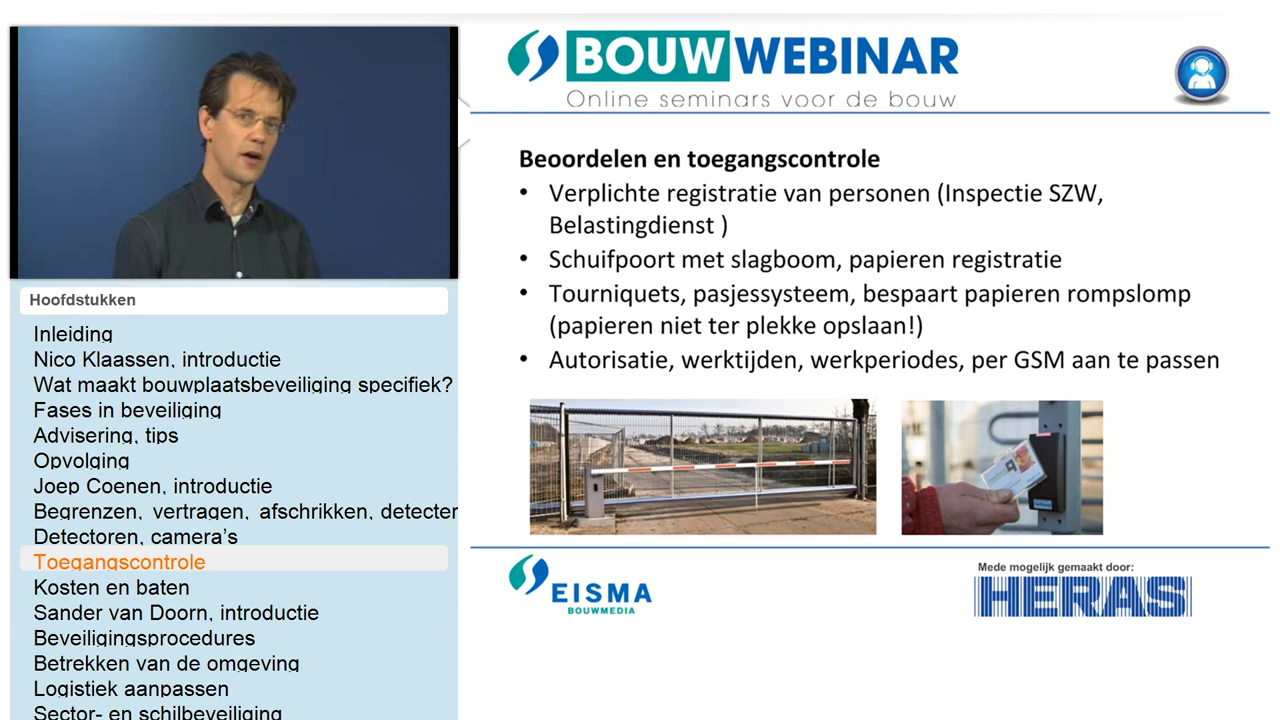 BOUW WEBINAR
Online seminars voor de bouw
Beoordelen en toegangscontrole
• Verplichte registratie van personen (Inspectie SZW,
Belastingdienst )
• Schuifpoort met slagboom, papieren registratie
• Tourniquets, pasjessysteem, bespaart papieren rompslomp
(papieren niet ter plekke opslaan!)
• Autorisatie, werktijden, werkperiodes, per GSM aan te passen
Hoofdstukken
Inleiding
Nico Klaassen, introductie
Wat maakt bouwplaatsbeveiliging specifiek?
Fases in beveiliging
Advisering, tips
Opvolging
Joep Coenen, introductie
Begrenzen, vertragen, afschrikken, detecter
Detectoren, camera's
Toegangscontrole
Kosten en baten
Sander van Doorn, introductie
Beveiligingsprocedures
Betrekken van de omgeving
Logistiek aanpassen
Sector- en schilbeveiliging
EISMA
BOUWMEDIA
Mede mogelijk gemaakt door:
HERAS